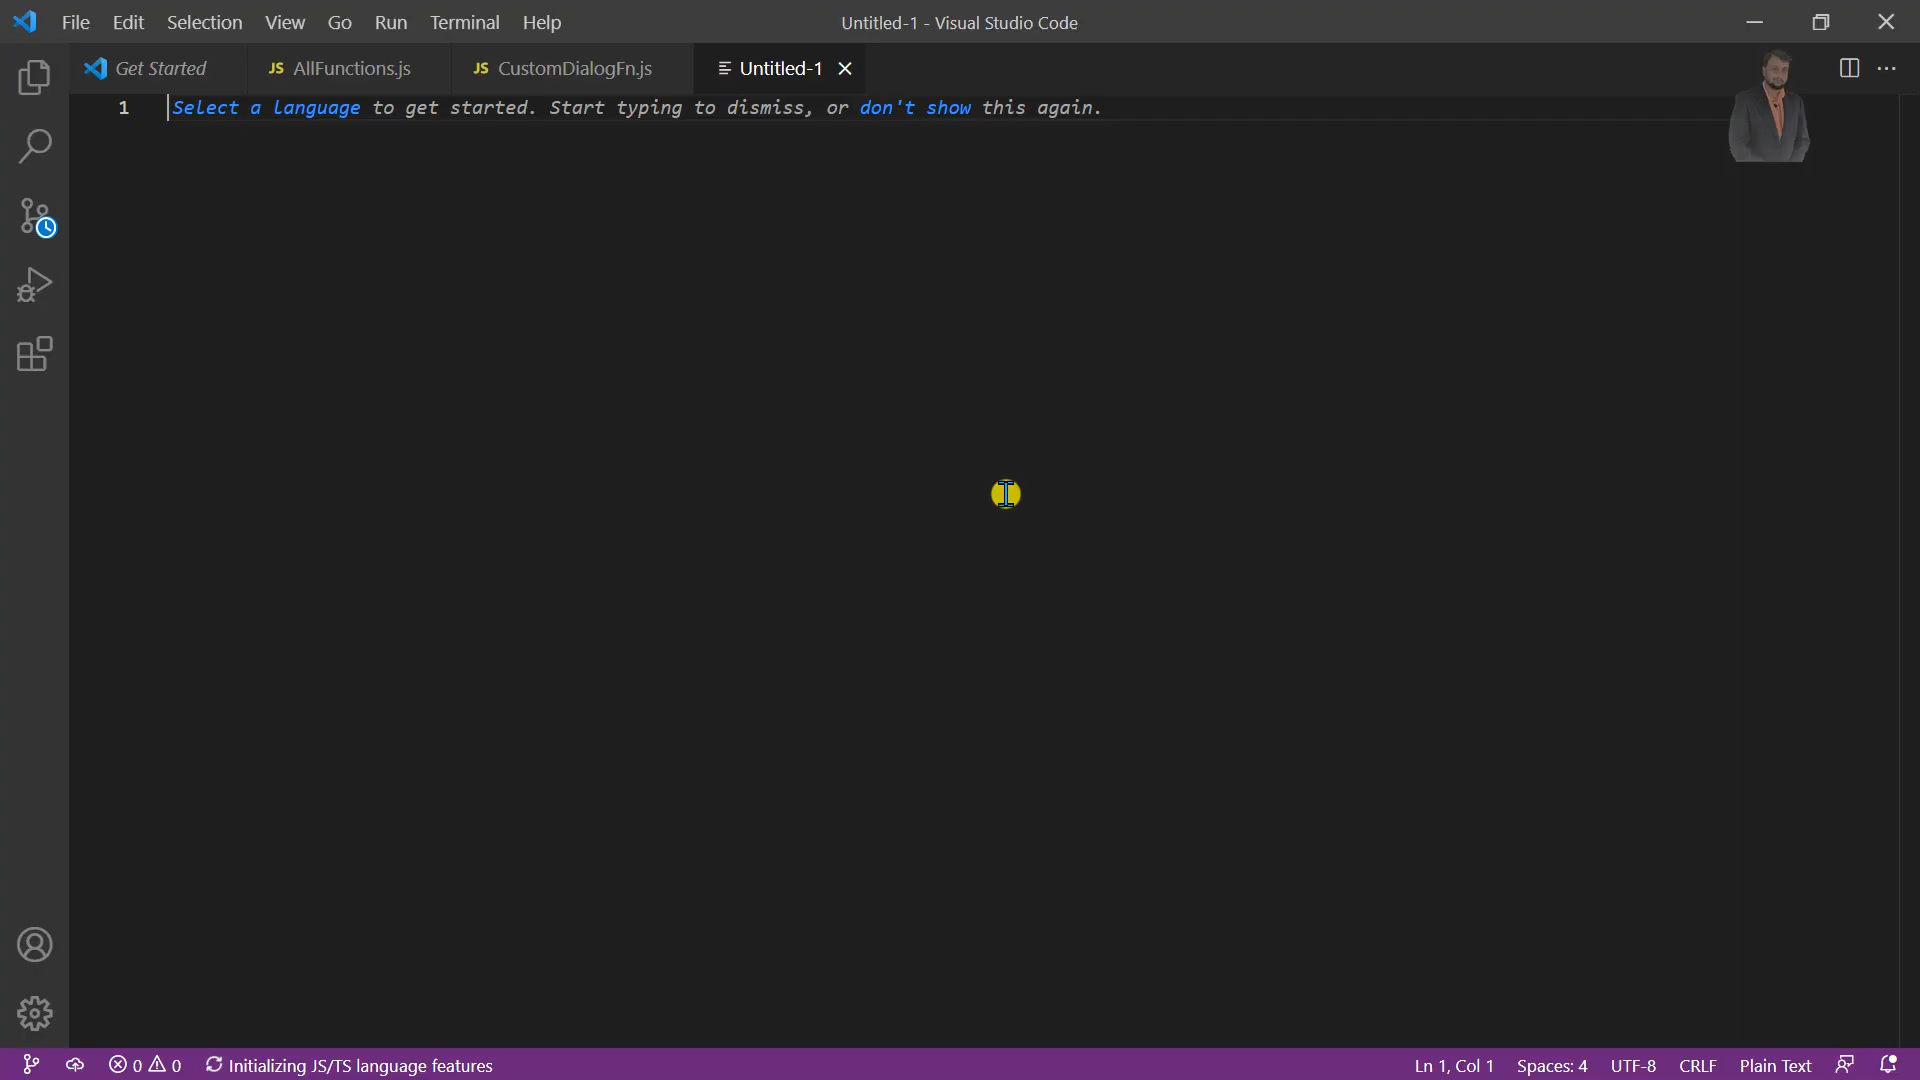 File Edit Selection View Go Run Terminal Help Untitled-1 - Visual Studio Code
Get Started JS AllFunctions.js JS CustomDialogFn.js Untitled-1
1 Select a language to get started. Start typing to dismiss, or don't show this again.
0 0 Initializing JS/TS language features Ln 1, Col 1 Spaces: 4 UTF-8 CRLF Plain Text